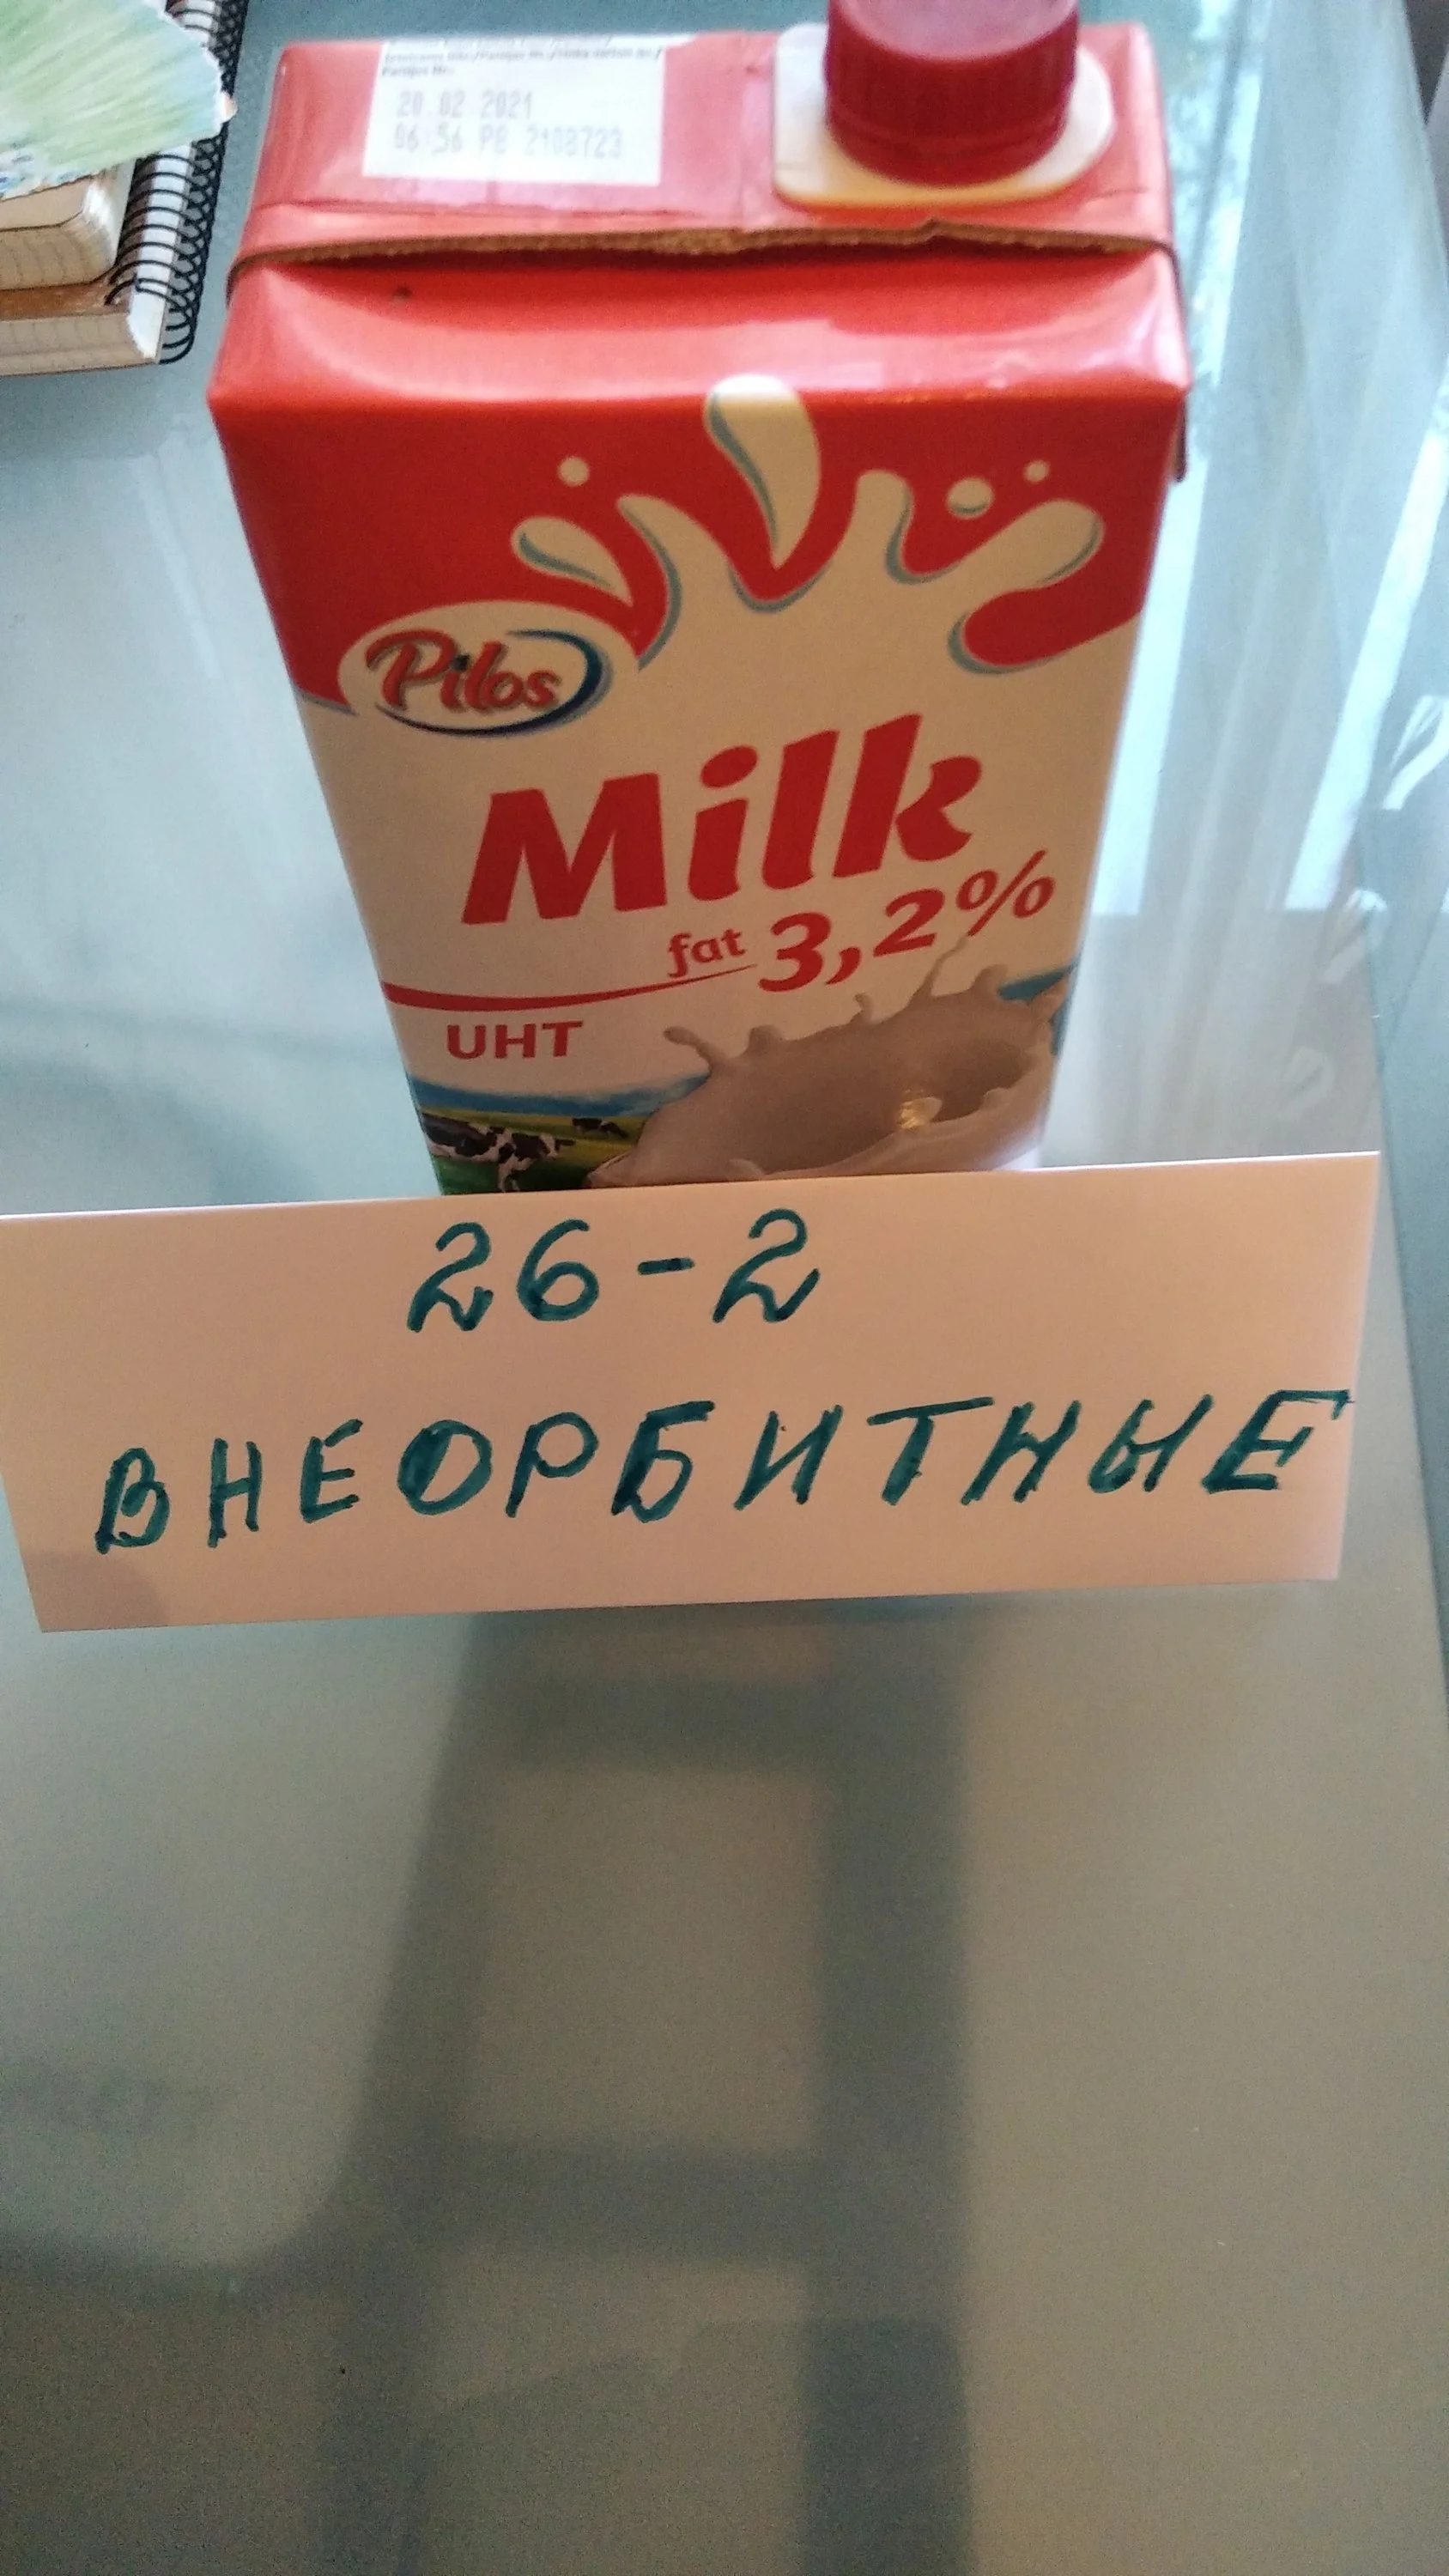 20 02 2021
06:56 PB 2108723
Pilos
Milk
fat 3,2%
UHT
26-2
ВНЕОРБИТНЫЕ